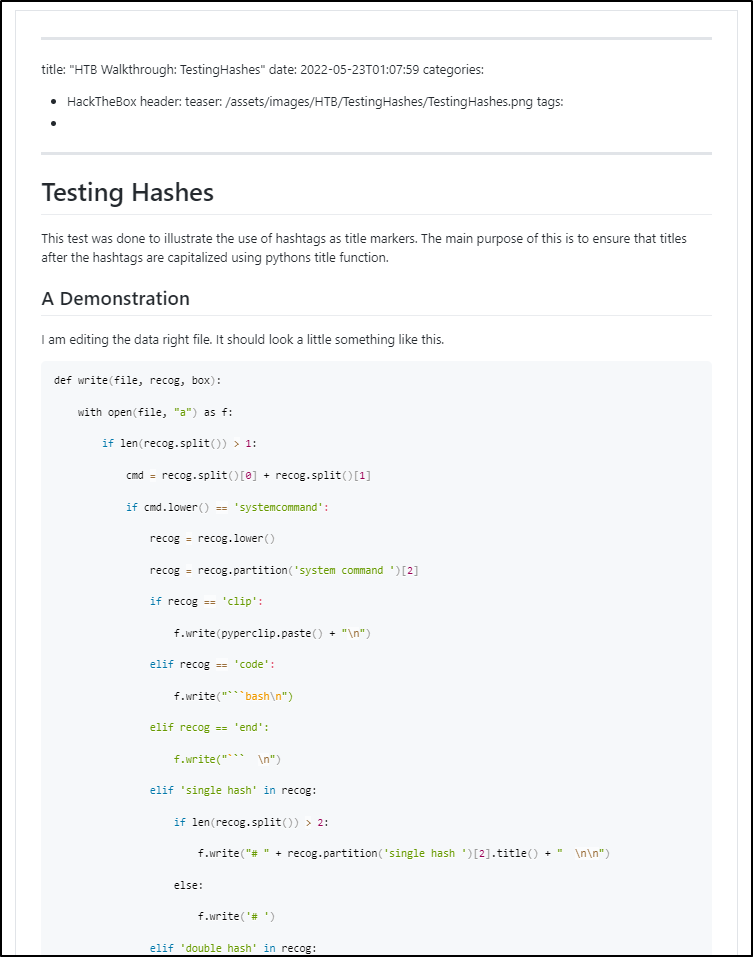 title: "HTB Walkthrough: TestingHashes" date: 2022-05-23T01:07:59 categories:
• HackTheBox header: teaser: /assets/images/HTB/TestingHashes/TestingHashes.png tags:
•
Testing Hashes
This test was done to illustrate the use of hashtags as title markers. The main purpose of this is to ensure that titles
after the hashtags are capitalized using pythons title function.
A Demonstration
I am editing the data right file. It should look a little something like this.
def write(file, recog, box):
    with open(file, "a") as f:
        if len(recog.split()) > 1:
            cmd = recog.split()[0] + recog.split()[1]
            if cmd.lower() == 'systemcommand':
                recog = recog.lower()
                recog = recog.partition('system command ')[2]
                if recog == 'clip':
                    f.write(pyperclip.paste() + "\n")
                elif recog == 'code':
                    f.write("```bash\n")
                elif recog == 'end':
                    f.write("```  \n")
                elif 'single hash' in recog:
                    if len(recog.split()) > 2:
                        f.write("# " + recog.partition('single hash ')[2].title() + "  \n\n")
                    else:
                        f.write('# ')
                elif 'double hash' in recog: